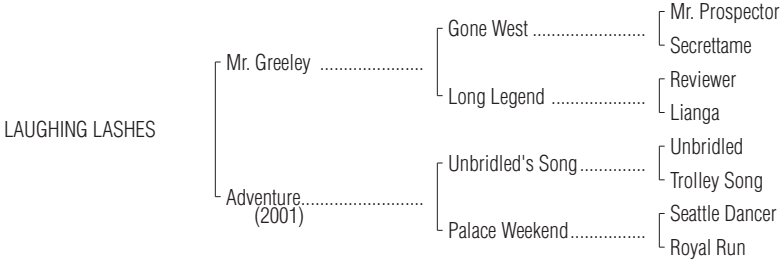 Mr. Prospector
Gone West ........................
Secrettame
Mr. Greeley ......................
Reviewer
Long Legend ....................
Lianga
LAUGHING LASHES
Unbridled
Unbridled's Song..............
Trolley Song
Adventure..........................
(2001)
Seattle Dancer
Palace Weekend................
Royal Run